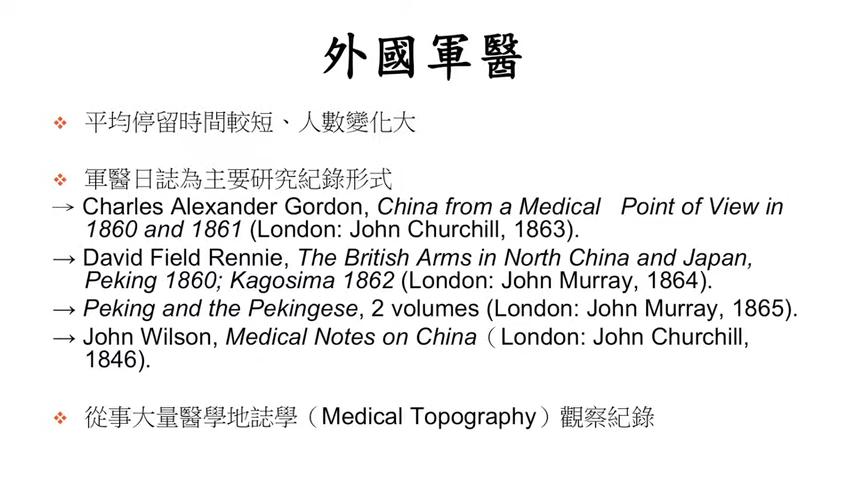 外國軍醫
❖ 平均停留時間較短、人數變化大
❖ 軍醫日誌為主要研究紀錄形式
→ Charles Alexander Gordon, China from a Medical Point of View in
1860 and 1861 (London: John Churchill, 1863).
→ David Field Rennie, The British Arms in North China and Japan,
Peking 1860; Kagosima 1862 (London: John Murray, 1864).
→ Peking and the Pekingese, 2 volumes (London: John Murray, 1865).
→ John Wilson, Medical Notes on China（London: John Churchill,
1846).
❖ 從事大量醫學地誌學（Medical Topography）觀察紀錄